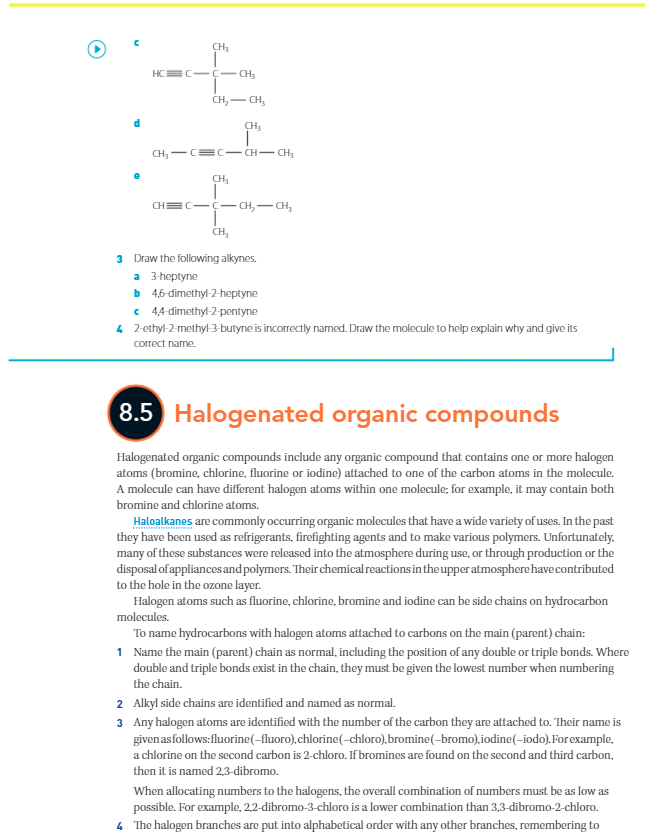 c
CH₃
HC≡C—C—CH₃
CH₂—CH₃
d
CH₃
CH₃—C≡C—CH—CH₃
e
CH₃
CH≡C—C—CH₂—CH₃
CH₃
3 Draw the following alkynes.
a 3-heptyne
b 4,6-dimethyl-2-heptyne
c 4,4-dimethyl-2-pentyne
4 2-ethyl-2-methyl-3-butyne is incorrectly named. Draw the molecule to help explain why and give its
correct name.
8.5 Halogenated organic compounds
Halogenated organic compounds include any organic compound that contains one or more halogen
atoms (bromine, chlorine, fluorine or iodine) attached to one of the carbon atoms in the molecule.
A molecule can have different halogen atoms within one molecule; for example, it may contain both
bromine and chlorine atoms.
Haloalkanes are commonly occurring organic molecules that have a wide variety of uses. In the past
they have been used as refrigerants, firefighting agents and to make various polymers. Unfortunately,
many of these substances were released into the atmosphere during use, or through production or the
disposal of appliances and polymers. Their chemical reactions in the upper atmosphere have contributed
to the hole in the ozone layer.
Halogen atoms such as fluorine, chlorine, bromine and iodine can be side chains on hydrocarbon
molecules.
To name hydrocarbons with halogen atoms attached to carbons on the main (parent) chain:
1 Name the main (parent) chain as normal, including the position of any double or triple bonds. Where
double and triple bonds exist in the chain, they must be given the lowest number when numbering
the chain.
2 Alkyl side chains are identified and named as normal.
3 Any halogen atoms are identified with the number of the carbon they are attached to. Their name is
given as follows: fluorine (–fluoro), chlorine (–chloro), bromine (–bromo), iodine (–iodo). For example,
a chlorine on the second carbon is 2-chloro. If bromines are found on the second and third carbon,
then it is named 2,3-dibromo.
When allocating numbers to the halogens, the overall combination of numbers must be as low as
possible. For example, 2,2-dibromo-3-chloro is a lower combination than 3,3-dibromo-2-chloro.
4 The halogen branches are put into alphabetical order with any other branches, remembering to